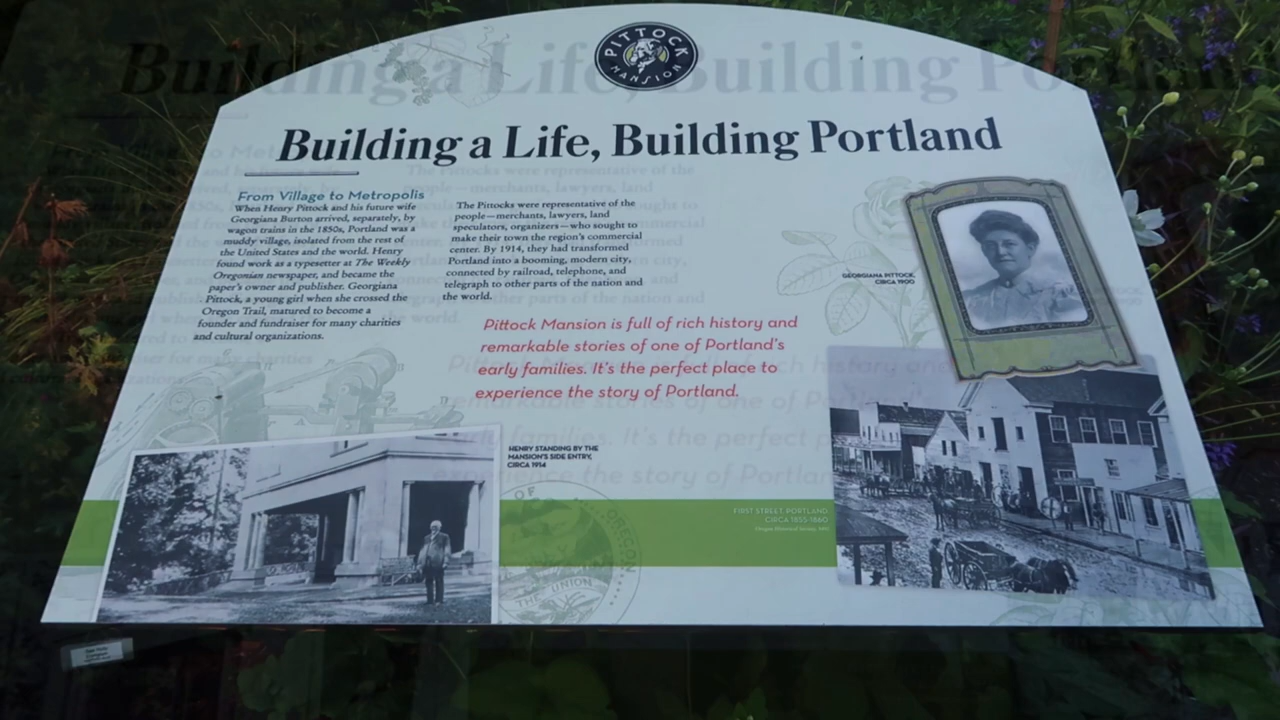 PITTOCK
MANSION
Building a Life, Building Portland
From Village to Metropolis
When Henry Pittock and his future wife
Georgiana Burton arrived, separately, by
wagon trains in the 1850s, Portland was a
muddy village, isolated from the rest of
the United States and the world. Henry
found work as a typesetter at The Weekly
Oregonian newspaper, and became the
paper's owner and publisher. Georgiana
Pittock, a young girl when she crossed the
Oregon Trail, matured to become a
founder and fundraiser for many charities
and cultural organizations.
The Pittocks were representative of the
people—merchants, lawyers, land
speculators, organizers—who sought to
make their town the region's commercial
center. By 1914, they had transformed
Portland into a booming, modern city,
connected by railroad, telephone, and
telegraph to other parts of the nation and
the world.
Pittock Mansion is full of rich history and
remarkable stories of one of Portland's
early families. It's the perfect place to
experience the story of Portland.
GEORGIANA PITTOCK,
CIRCA 1900
HENRY STANDING BY THE
MANSION'S SIDE ENTRY,
CIRCA 1914
FIRST STREET PORTLAND
CIRCA 1855-1860
OF
OREGON
THE UNION